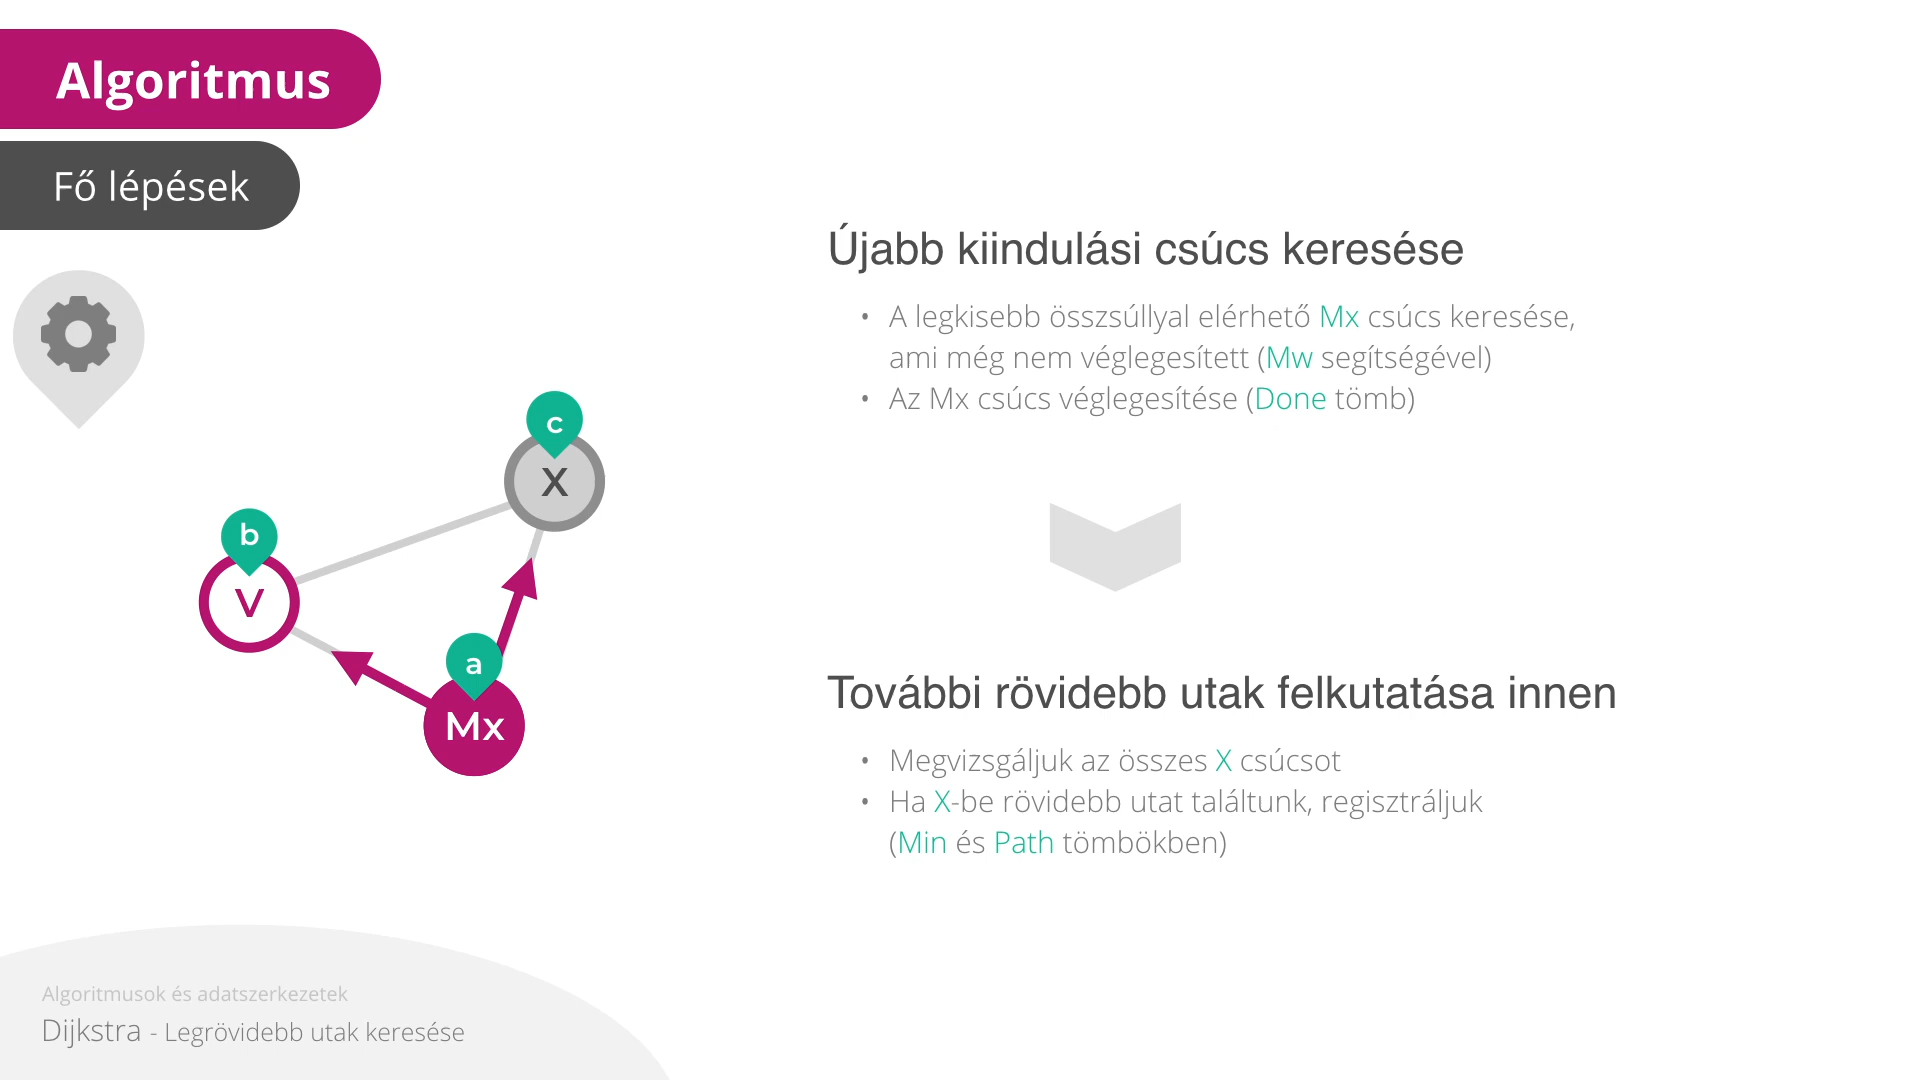 Algoritmus
Fő lépések
Újabb kiindulási csúcs keresése
• A legkisebb összsúllyal elérhető Mx csúcs keresése,
ami még nem véglegesített (Mw segítségével)
• Az Mx csúcs véglegesítése (Done tömb)
c
X
b
V
a
Mx
További rövidebb utak felkutatása innen
• Megvizsgáljuk az összes X csúcsot
• Ha X-be rövidebb utat találtunk, regisztráljuk
(Min és Path tömbökben)
Algoritmusok és adatszerkezetek
Dijkstra - Legrövidebb utak keresése